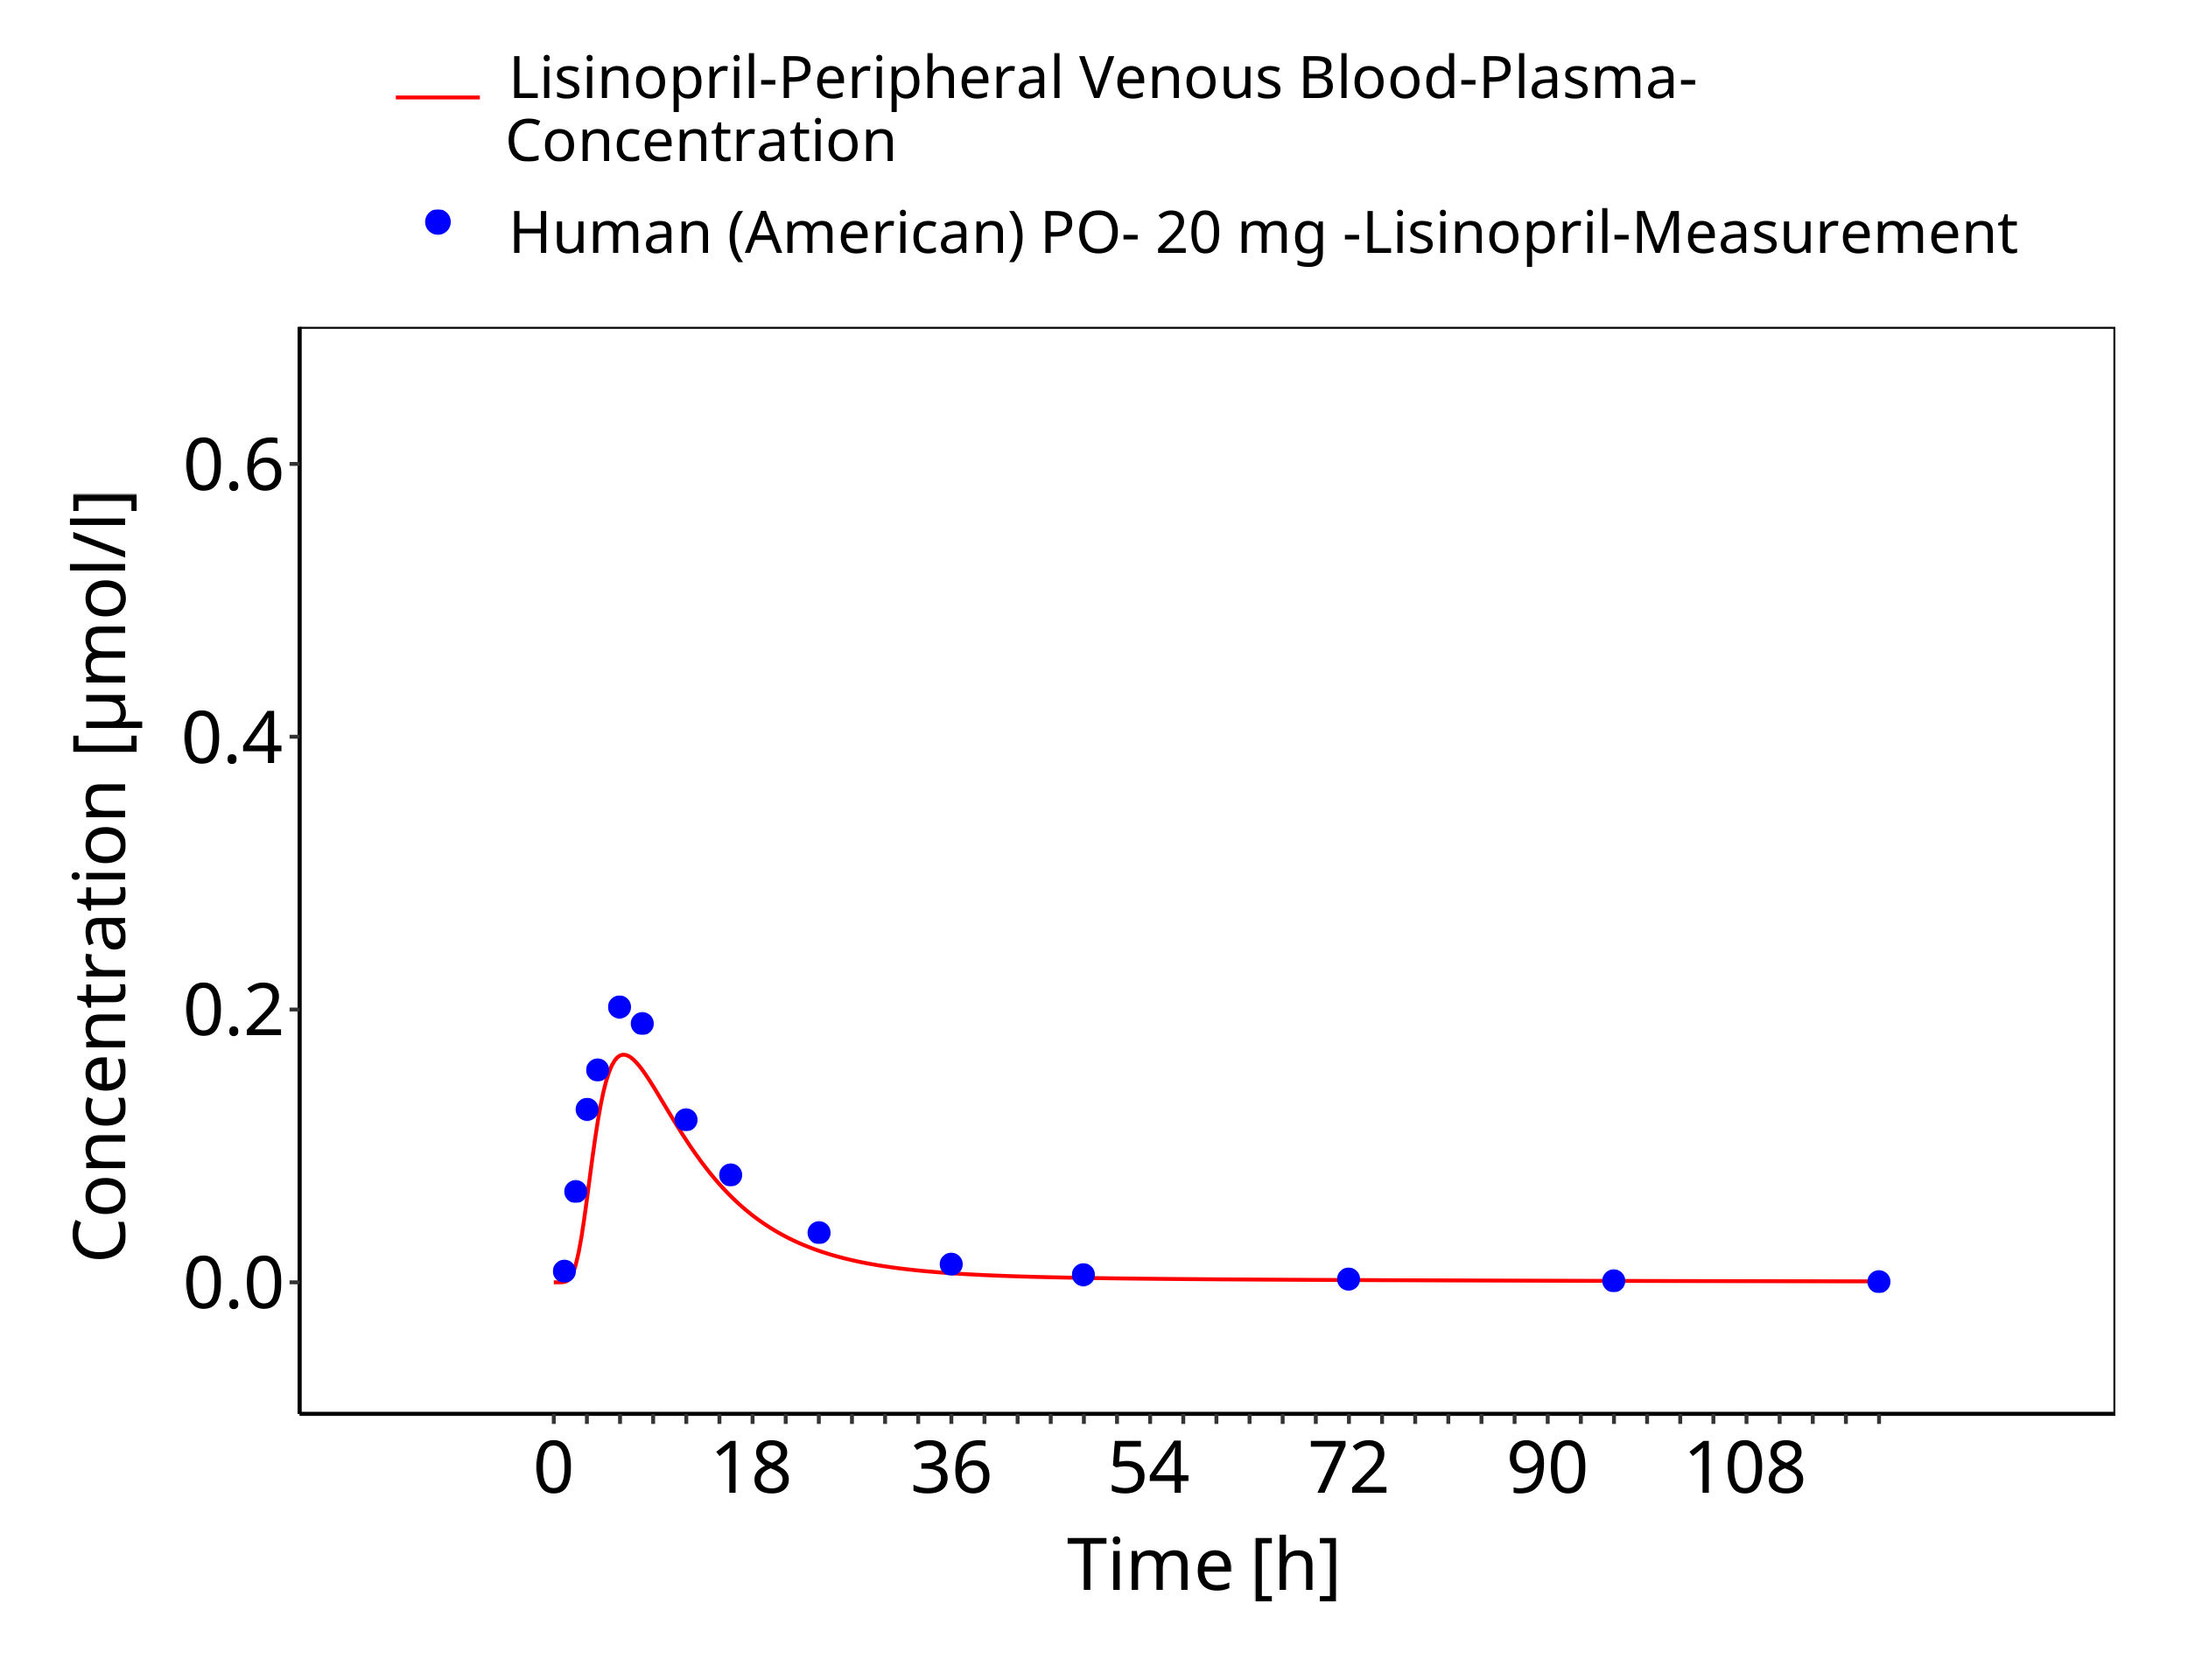 Lisinopril-Peripheral Venous Blood-Plasma-
Concentration
Human (American) PO- 20 mg -Lisinopril-Measurement
Concentration [µmol/l]
0.6
0.4
0.2
0.0
0 18 36 54 72 90 108
Time [h]